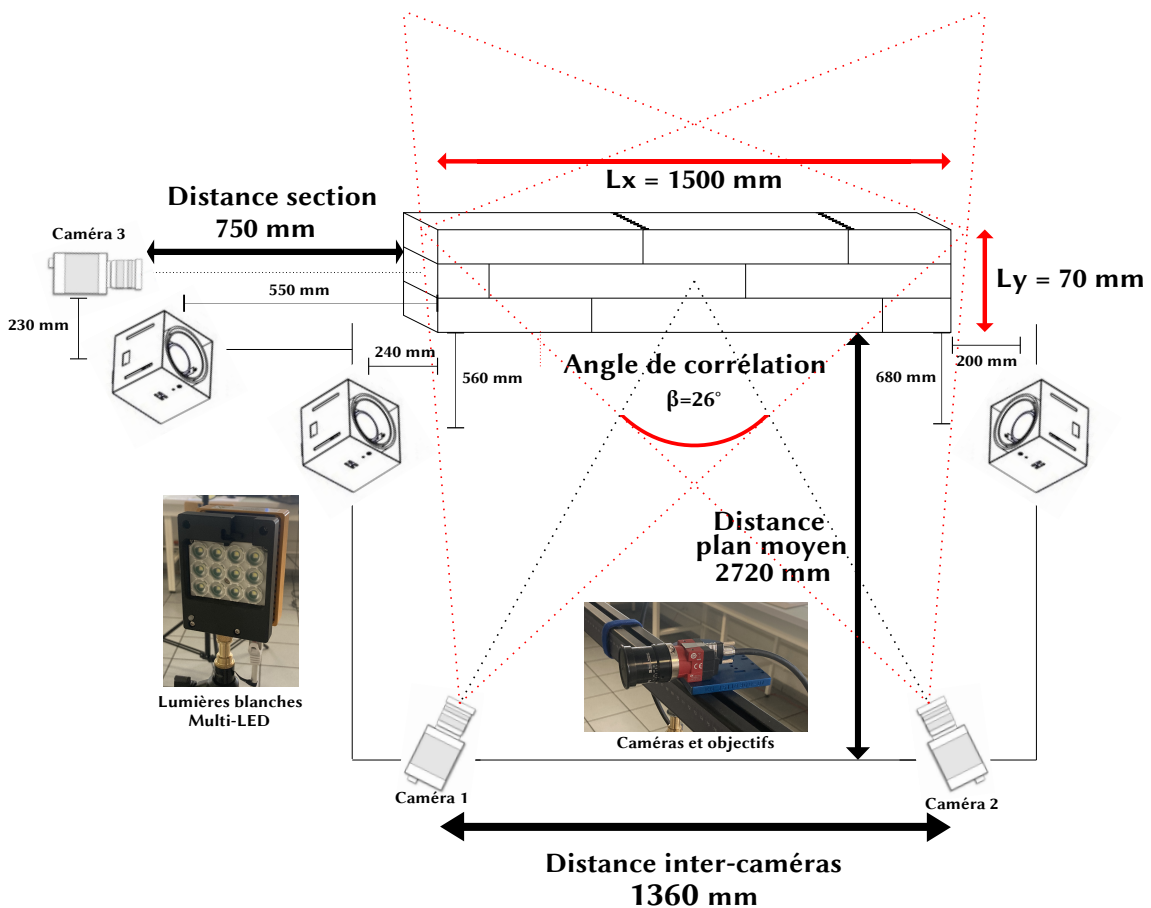 Lx = 1500 mm
Distance section
750 mm
Caméra 3
Ly = 70 mm
550 mm
230 mm
240 mm
560 mm
Angle de corrélation
β=26°
680 mm
200 mm
Distance
plan moyen
2720 mm
Lumières blanches
Multi-LED
Caméras et objectifs
Caméra 1
Caméra 2
Distance inter-caméras
1360 mm